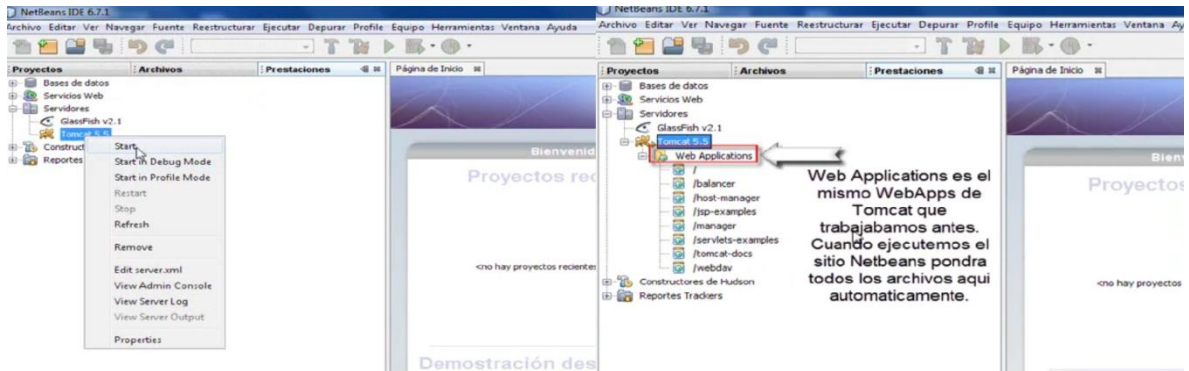 NetBeans IDE 6.7.1
Archivo Editar Ver Navegar Fuente Reestructurar Ejecutar Depurar Profile Equipo Herramientas Ventana Ayuda
Proyectos Archivos Prestaciones Página de Inicio
Bases de datos
Servicios Web
Servidores
GlassFish v2.1
Tomcat 5.5
Construct
Reportes
Start
Start in Debug Mode
Start in Profile Mode
Restart
Stop
Refresh
Remove
Edit server.xml
View Admin Console
View Server Log
View Server Output
Properties
Bienvenid
Proyectos rec
<no hay proyectos recientes
Demostración des
NetBeans IDE 6.7.1
Archivo Editar Ver Navegar Fuente Reestructurar Ejecutar Depurar Profile Equipo Herramientas Ventana Ay
Proyectos Archivos Prestaciones Página de Inicio
Bases de datos
Servicios Web
Servidores
GlassFish v2.1
Tomcat 5.5
Web Applications
/
/balancer
/host-manager
/jsp-examples
/manager
/servlets-examples
/tomcat-docs
/webdav
Constructores de Hudson
Reportes Trackers
Web Applications es el
mismo WebApps de
Tomcat que
trabajabamos antes.
Cuando ejecutemos el
sitio Netbeans pondra
todos los archivos aqui
automaticamente.
Bien
Proyectos
<no hay proyectos